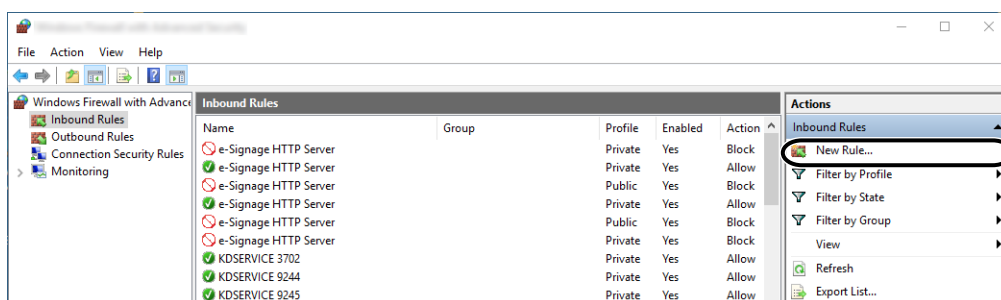 File Action View Help
Windows Firewall with Advance
Inbound Rules
Outbound Rules
Connection Security Rules
Monitoring
Inbound Rules
Name Group Profile Enabled Action
e-Signage HTTP Server Private Yes Block
e-Signage HTTP Server Private Yes Allow
e-Signage HTTP Server Public Yes Block
e-Signage HTTP Server Private Yes Allow
e-Signage HTTP Server Public Yes Block
e-Signage HTTP Server Private Yes Block
KDSERVICE 3702 Private Yes Allow
KDSERVICE 9244 Private Yes Allow
KDSERVICE 9245 Private Yes Allow
Actions
Inbound Rules
New Rule...
Filter by Profile
Filter by State
Filter by Group
View
Refresh
Export List...